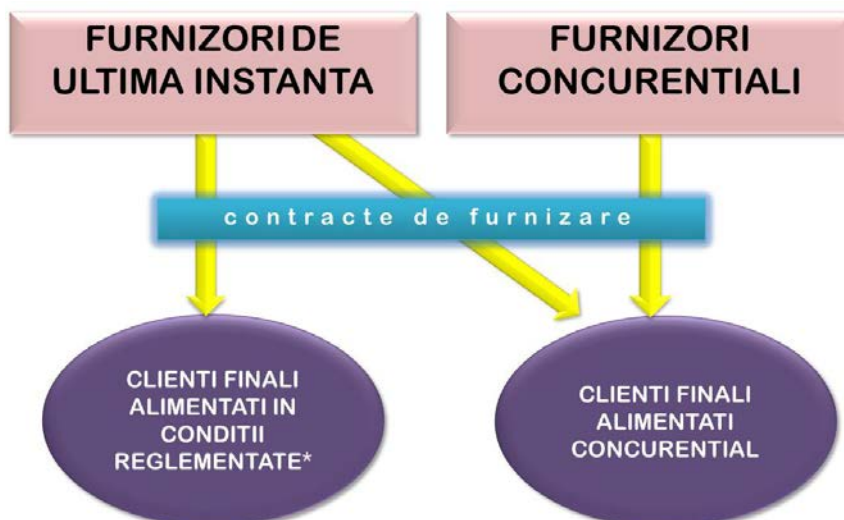 FURNIZORI DE
ULTIMA INSTANTA
FURNIZORI
CONCURENTIALI
contracte de furnizare
CLIENTI FINALI
ALIMENTATI IN
CONDITII
REGLEMENTATE*
CLIENTI FINALI
ALIMENTATI
CONCURENTIAL